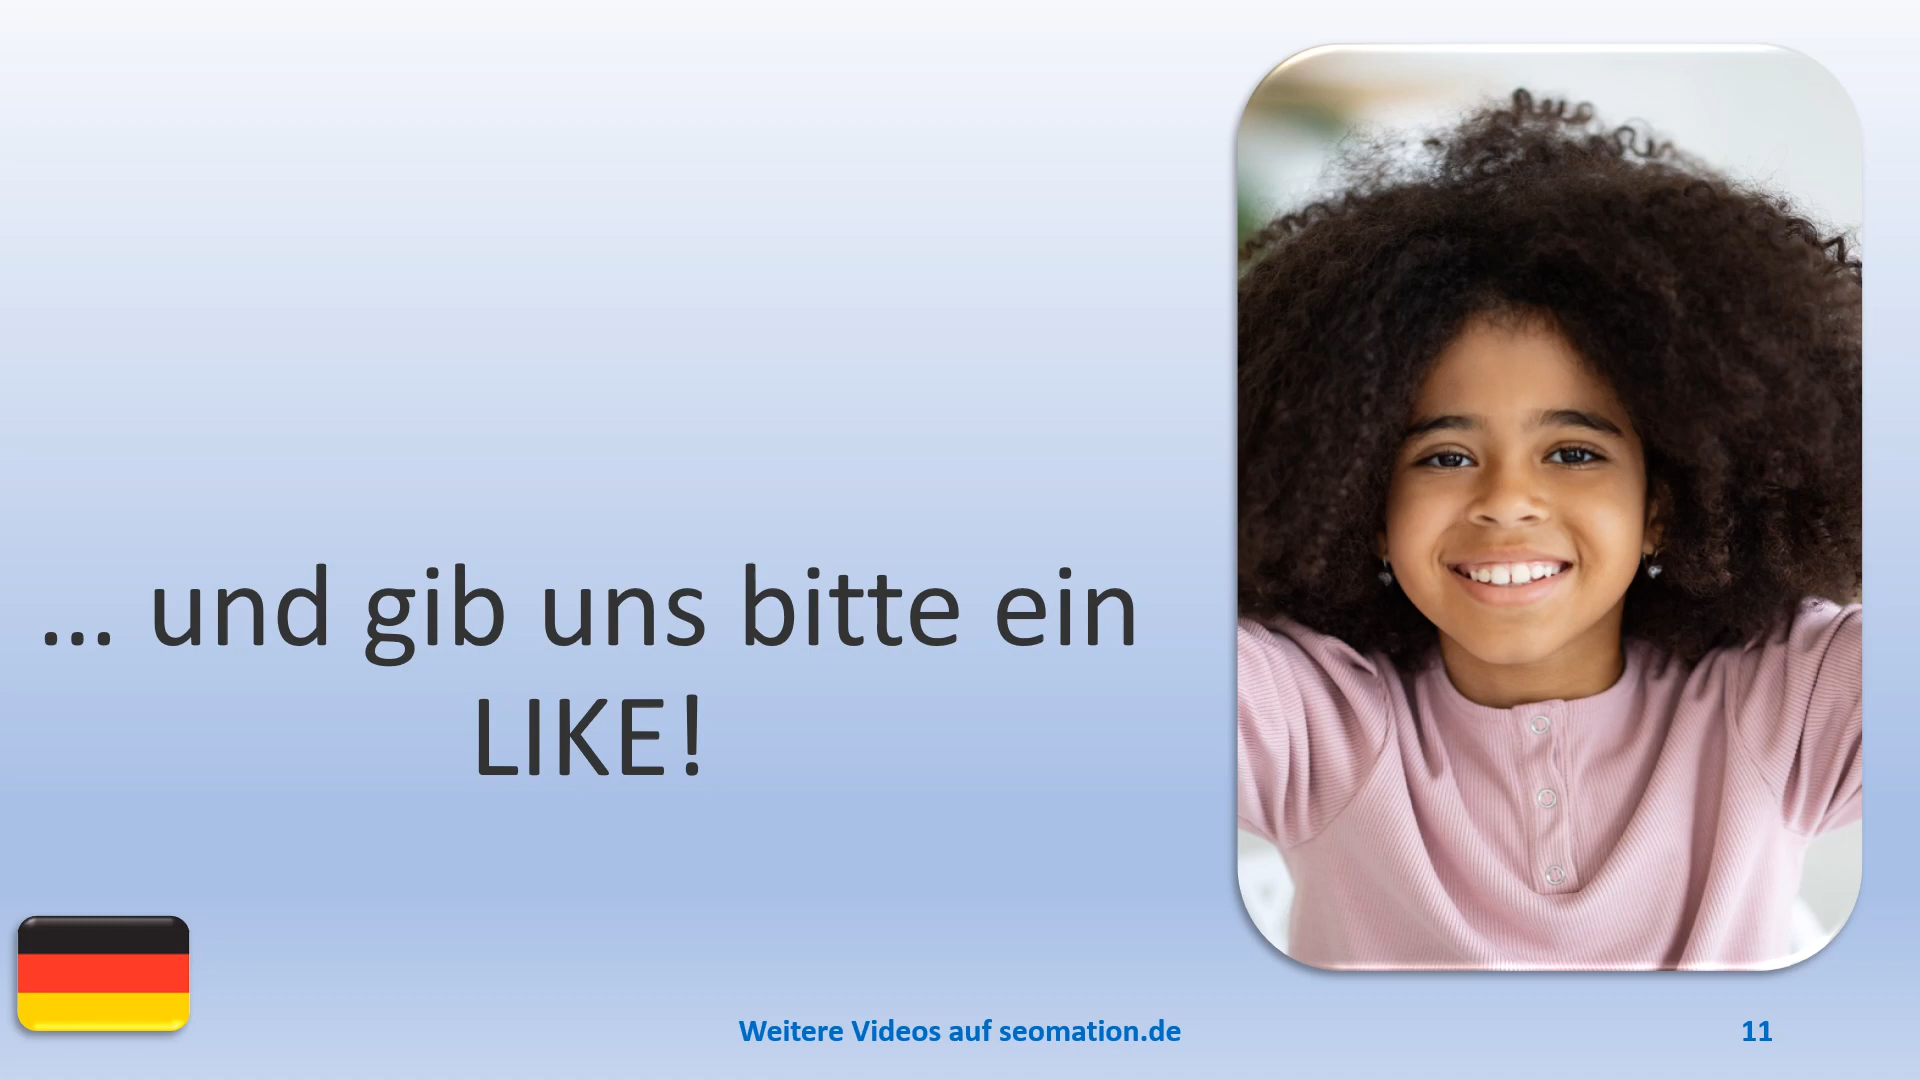 ... und gib uns bitte ein
LIKE!
Weitere Videos auf seomation.de
11